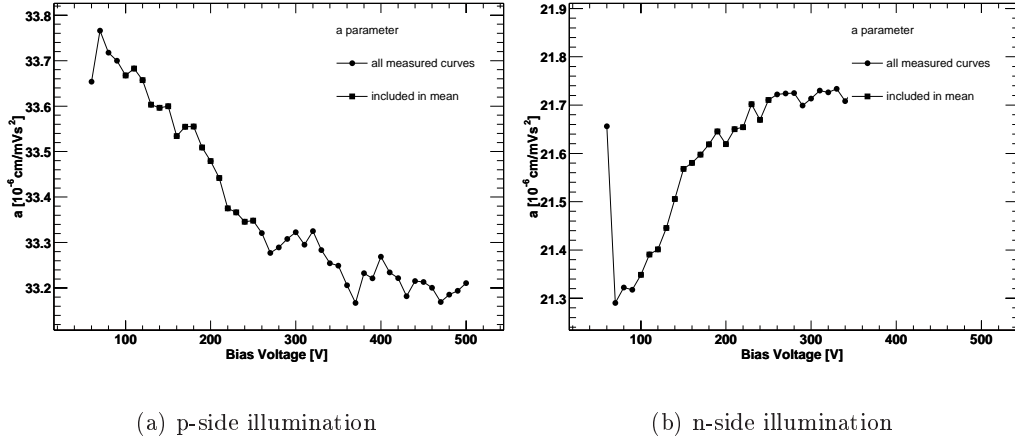 a [10-6 cm/mVs2]
33.8
33.7
33.6
33.5
33.4
33.3
33.2
a parameter
all measured curves
included in mean
100 200 300 400 500
Bias Voltage [V]
(a) p-side illumination
a [10-6 cm/mVs2]
21.9
21.8
21.7
21.6
21.5
21.4
21.3
a parameter
all measured curves
included in mean
100 200 300 400 500
Bias Voltage [V]
(b) n-side illumination